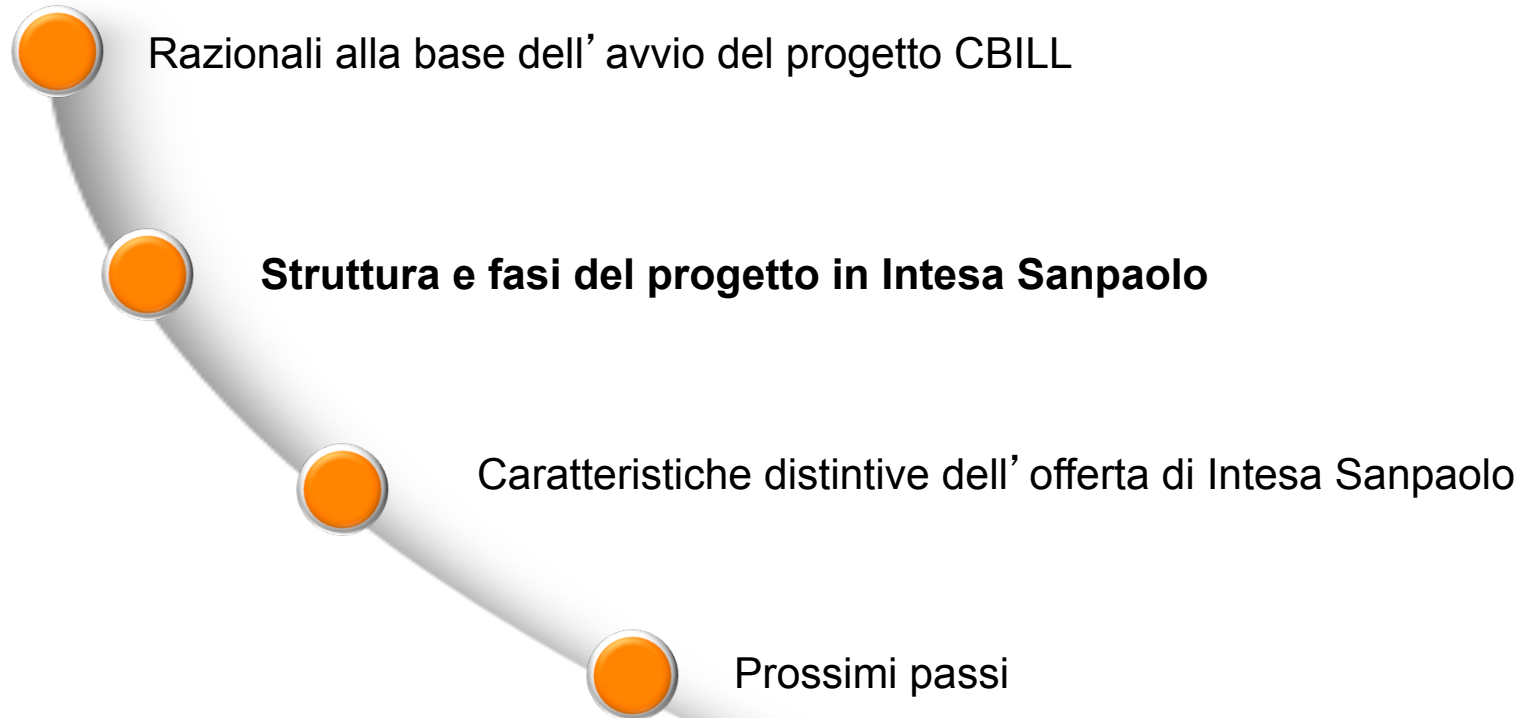 Razionali alla base dell’avvio del progetto CBILL
Struttura e fasi del progetto in Intesa Sanpaolo
Caratteristiche distintive dell’offerta di Intesa Sanpaolo
Prossimi passi